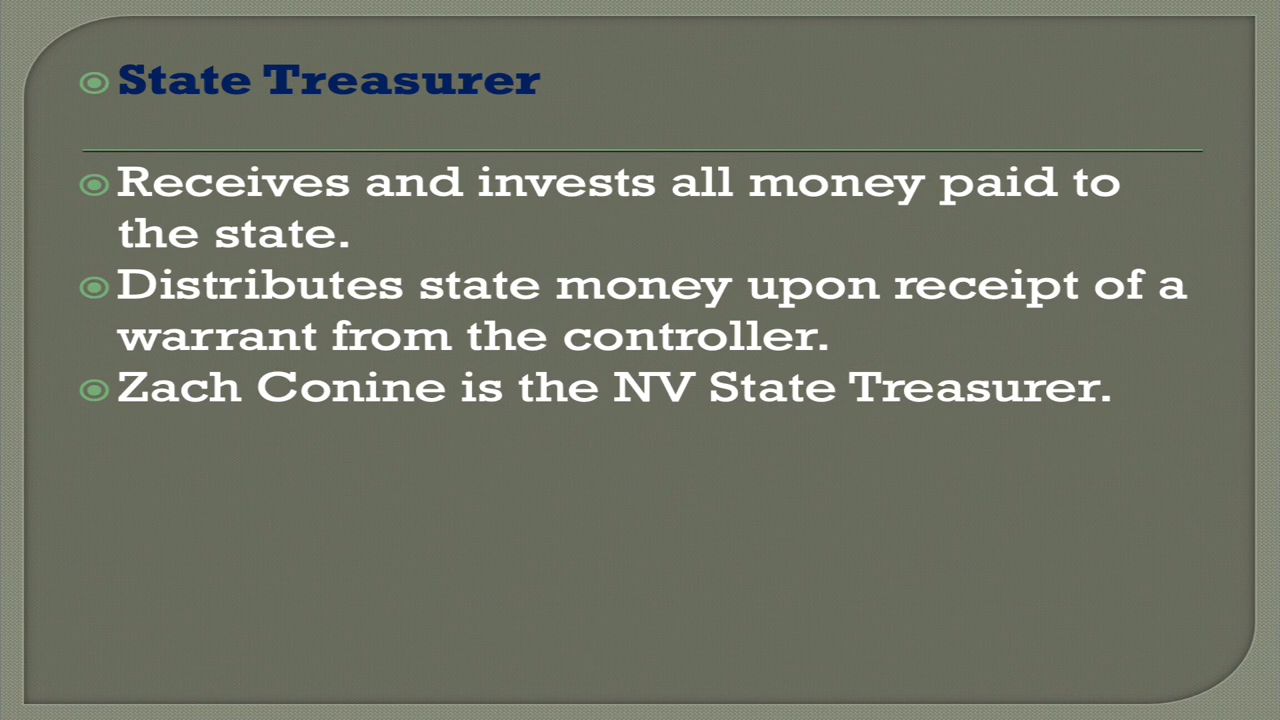 State Treasurer
Receives and invests all money paid to
the state.
Distributes state money upon receipt of a
warrant from the controller.
Zach Conine is the NV State Treasurer.